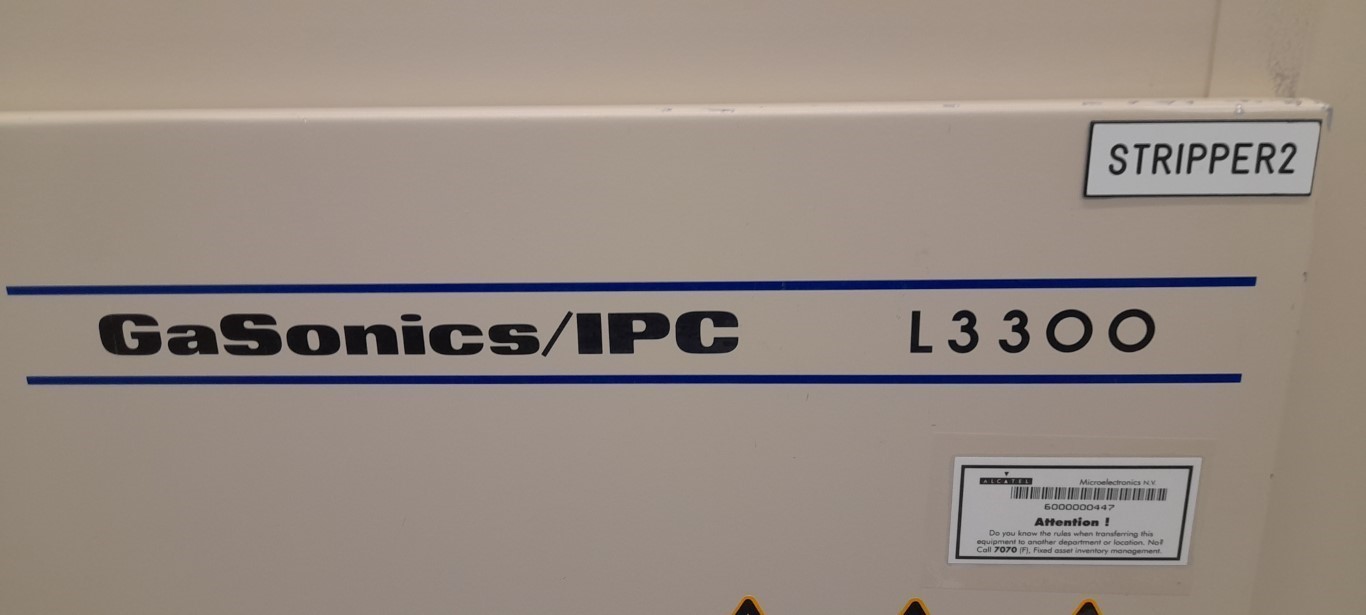 STRIPPER2
GaSonics/IPC L3300
ALCATEL Microelectronics N.V.
6000000447
Attention !
Do you know the rules when transferring this
equipment to another department or location. No?
Call 7070 (F), Fixed asset inventory management.